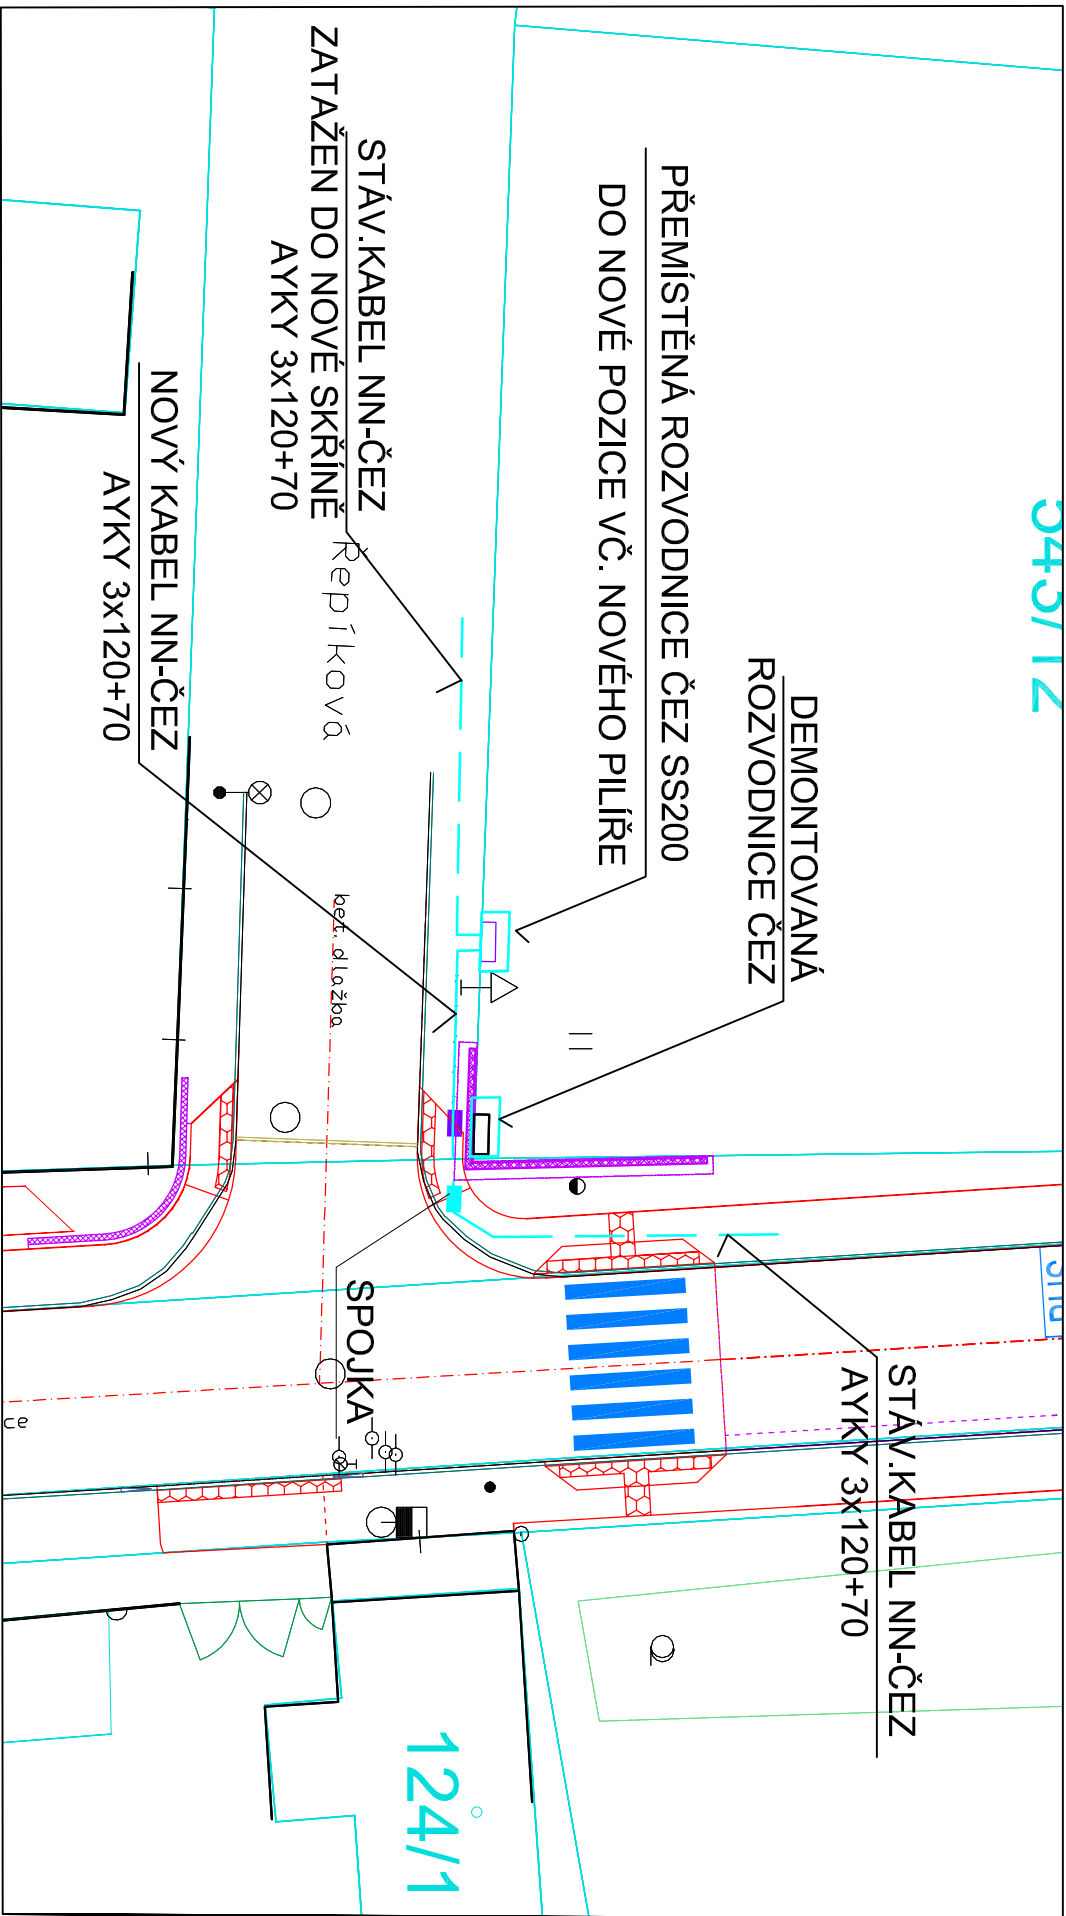 STÁV.KABEL NN-ČEZ
ZATAŽEN DO NOVÉ SKŘÍNĚ
AYKY 3x120+70
PŘEMÍSTĚNÁ ROZVODNICE ČEZ SS200
DO NOVÉ POZICE VČ. NOVÉHO PILÍŘE
DEMONTOVANÁ
ROZVODNICE ČEZ
NOVÝ KABEL NN-ČEZ
AYKY 3x120+70
Řepíková
bet.dlažba
SPOJKA
STÁV.KABEL NN-ČEZ
AYKY 3x120+70
124/1